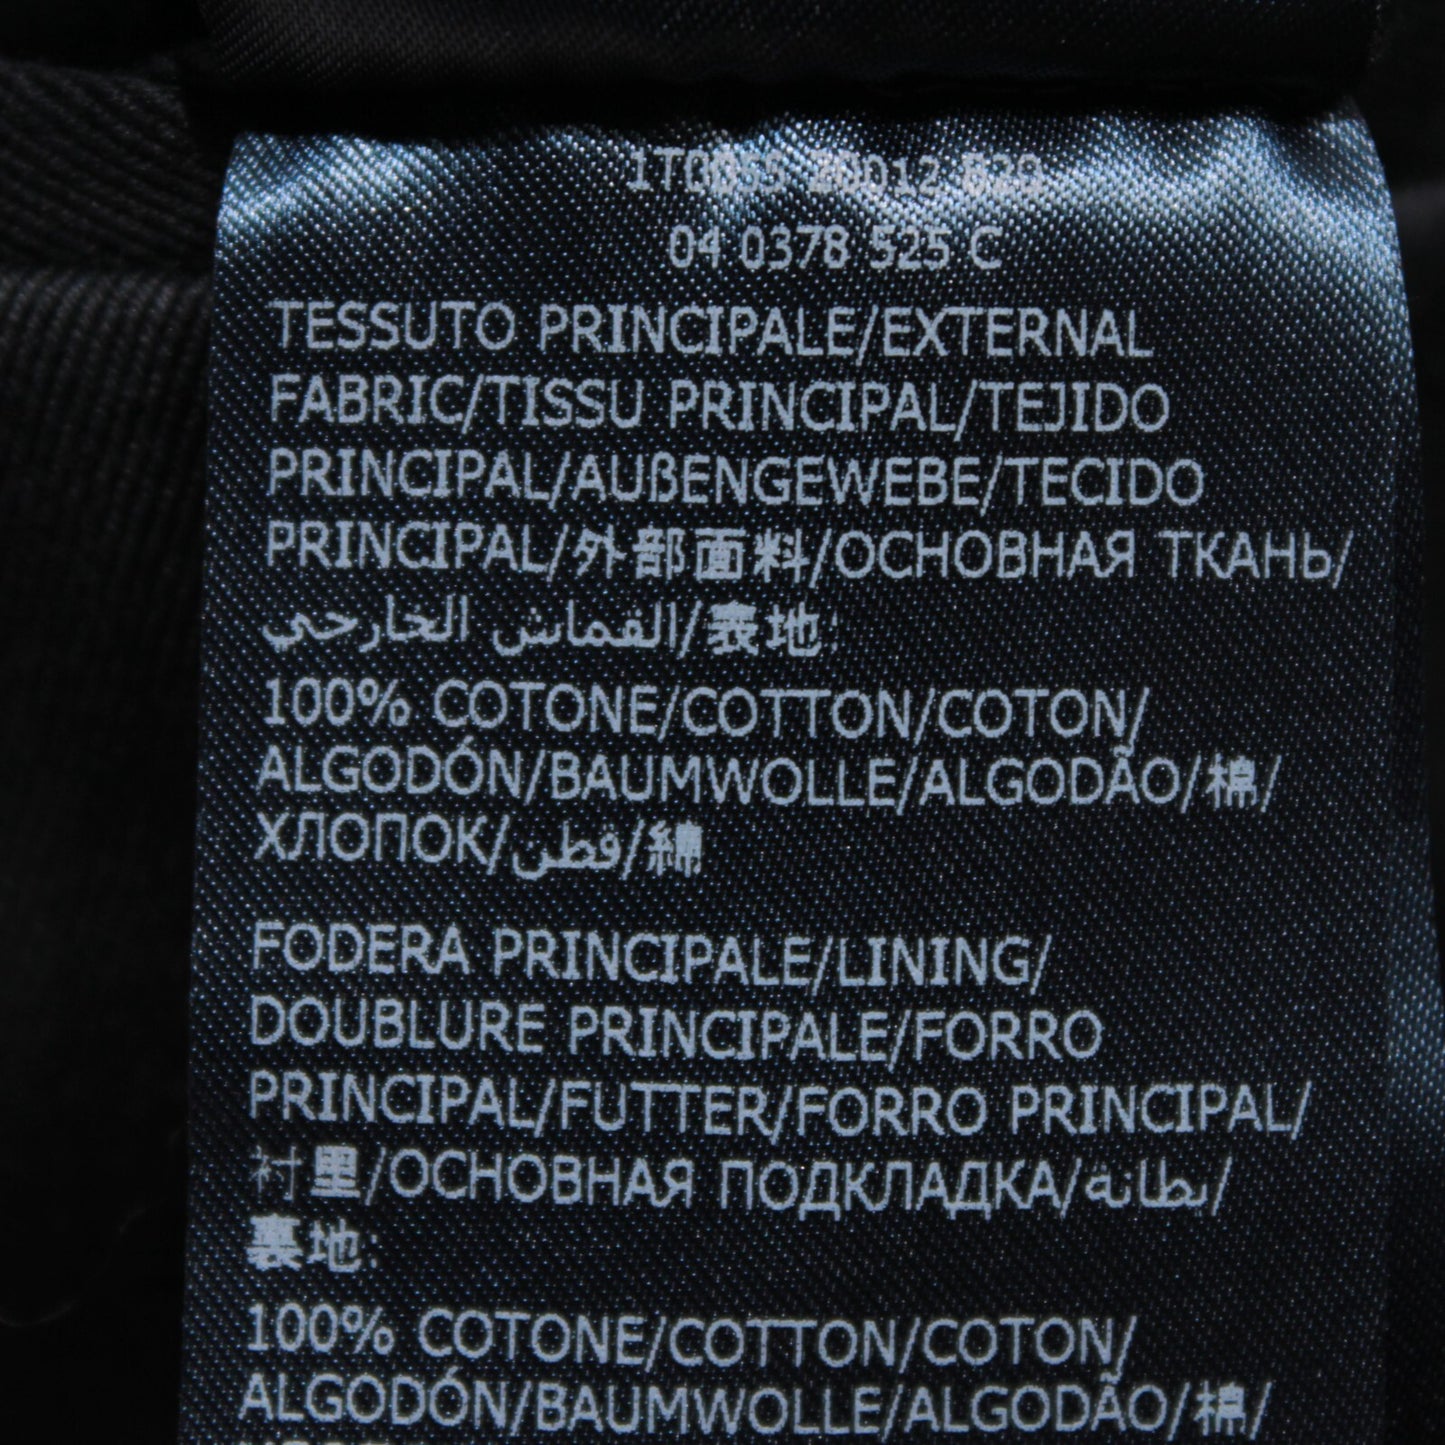 04 0378 525 C
TESSUTO PRINCIPALE/EXTERNAL
FABRIC/TISSU PRINCIPAL/TEJIDO
PRINCIPAL/AUßENGEWEBE/TECIDO
PRINCIPAL/外部面料/ОСНОВНАЯ ТКАНЬ/
القماش الخارجي/表地:
100% COTONE/COTTON/COTON/
ALGODÓN/BAUMWOLLE/ALGODÃO/棉/
ХЛОПОК/قطن/綿
FODERA PRINCIPALE/LINING/
DOUBLURE PRINCIPALE/FORRO
PRINCIPAL/FUTTER/FORRO PRINCIPAL/
衬里/ОСНОВНАЯ ПОДКЛАДКА/بطانة/
裏地:
100% COTONE/COTTON/COTON/
ALGODÓN/BAUMWOLLE/ALGODÃO/棉/